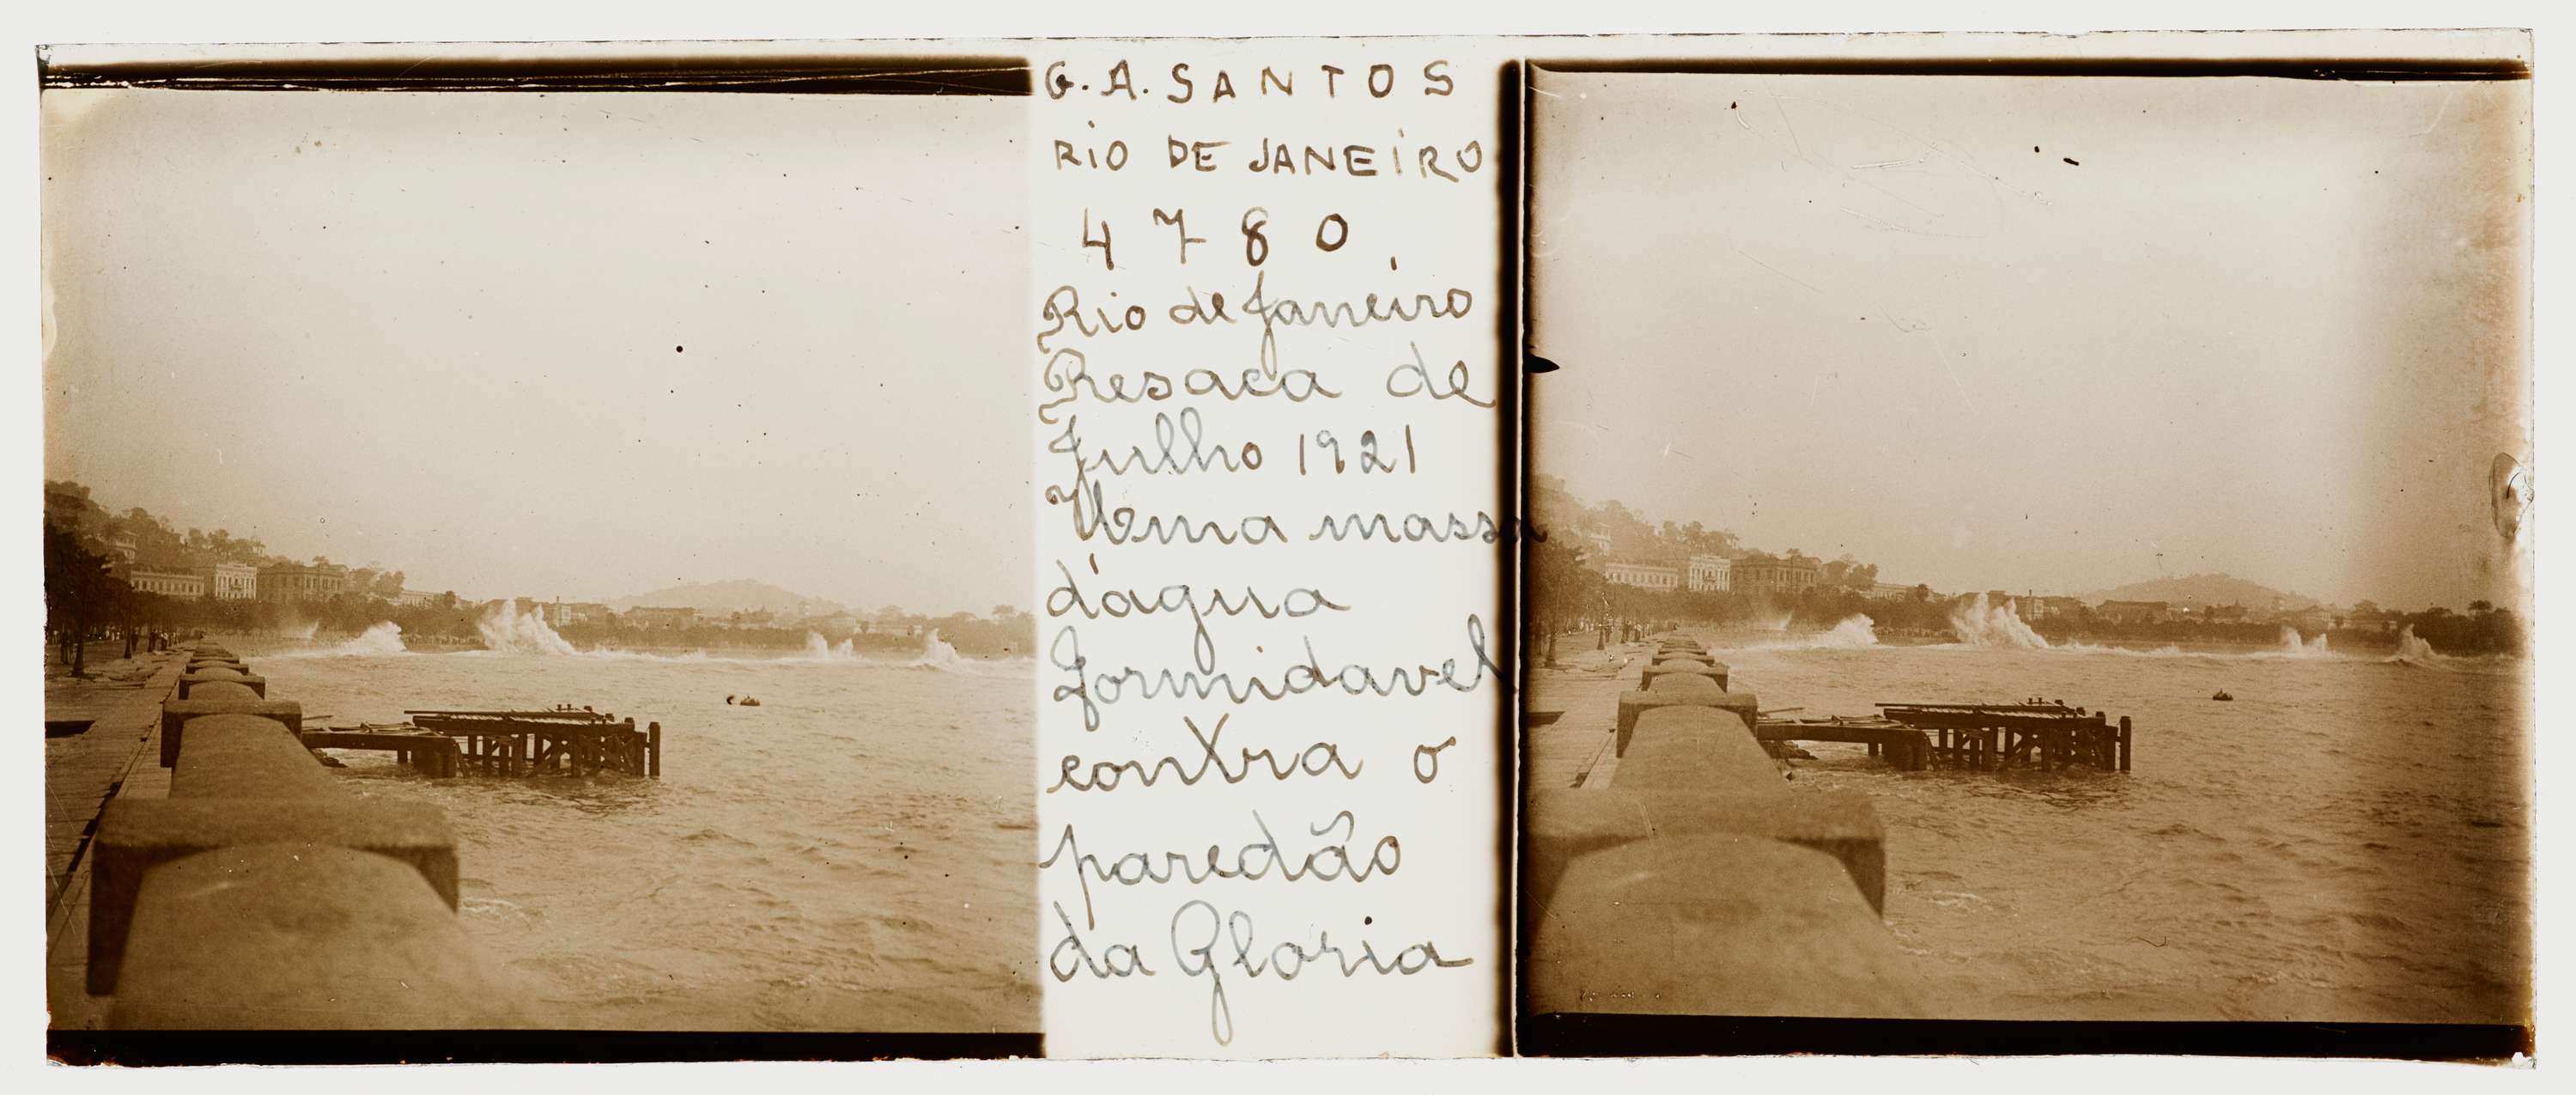 G. A. SANTOS
RIO DE JANEIRO
4780
Rio de Janeiro
Resaca de
Julho 1921
Uma massa
d'agua
formidavel
contra o
paredão
da Gloria